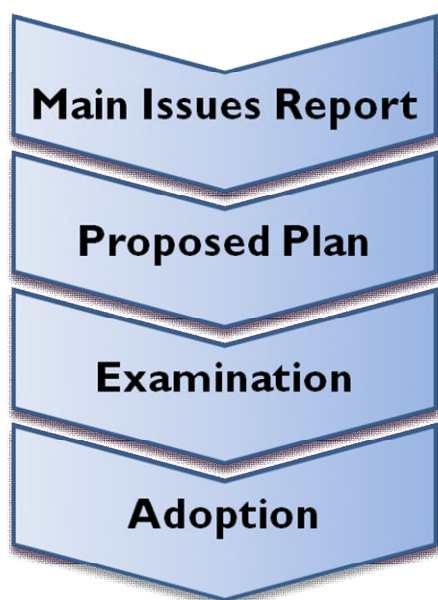 Main Issues Report
Proposed Plan
Examination
Adoption